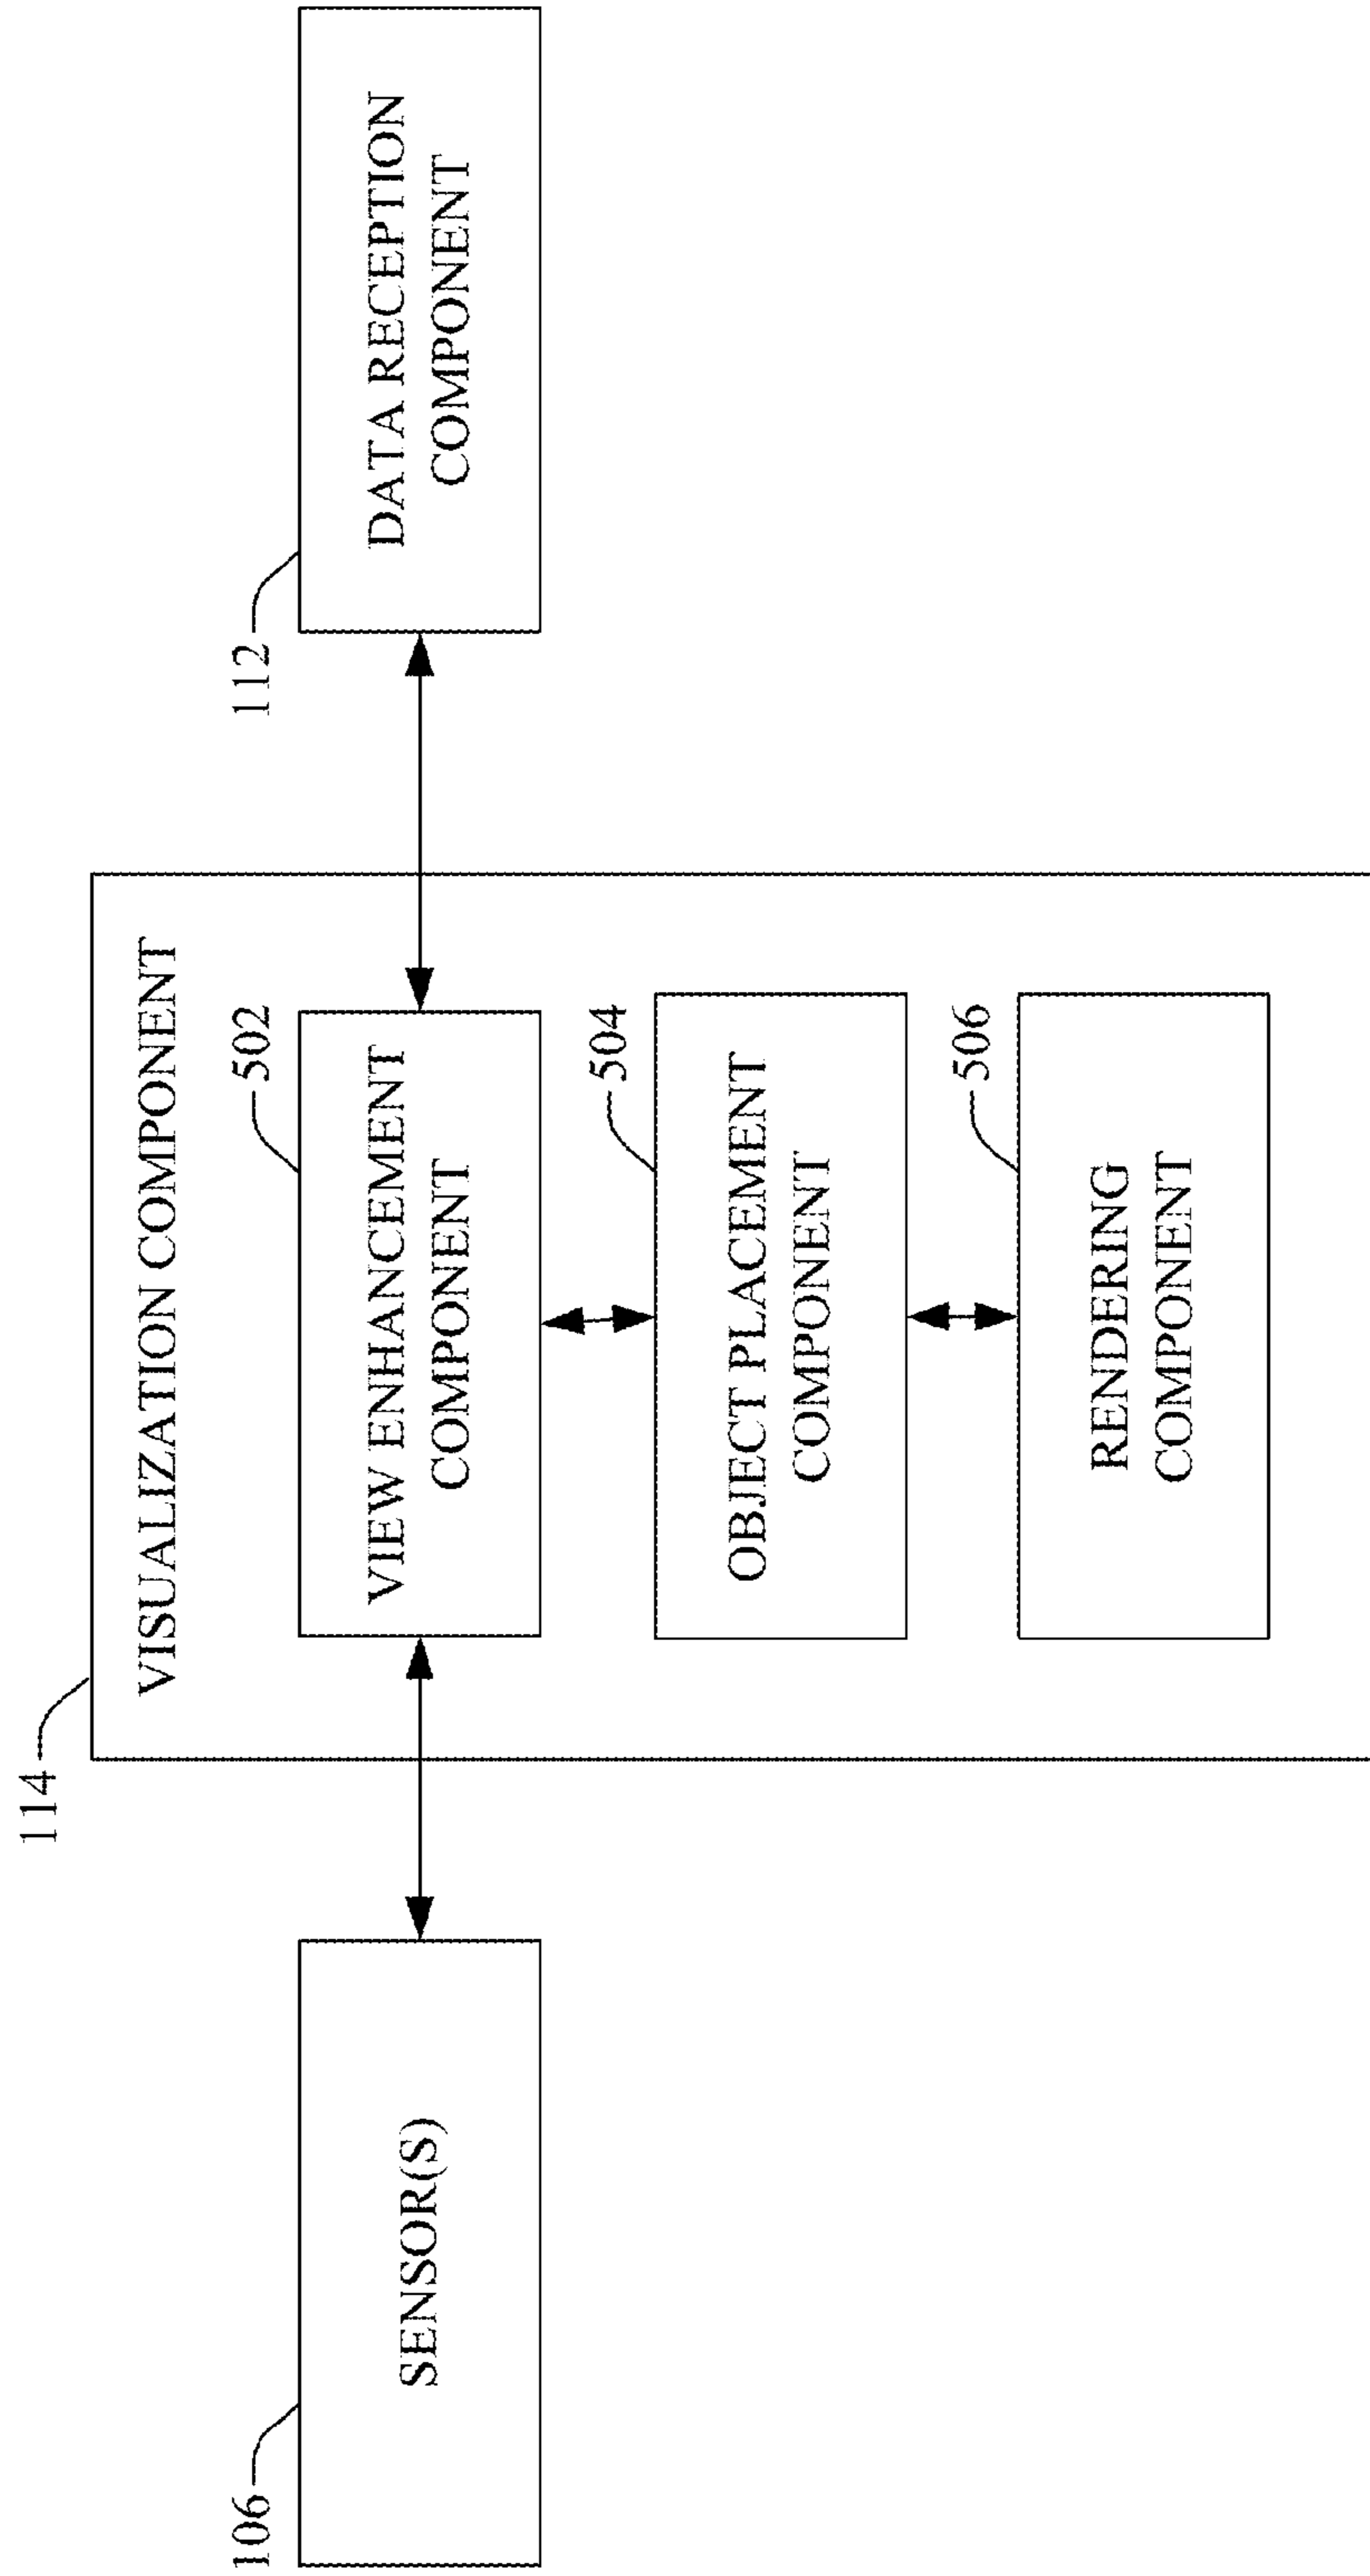 114
VISUALIZATION COMPONENT
106
SENSOR(S)
502
VIEW ENHANCEMENT
COMPONENT
112
DATA RECEPTION
COMPONENT
504
OBJECT PLACEMENT
COMPONENT
506
RENDERING
COMPONENT